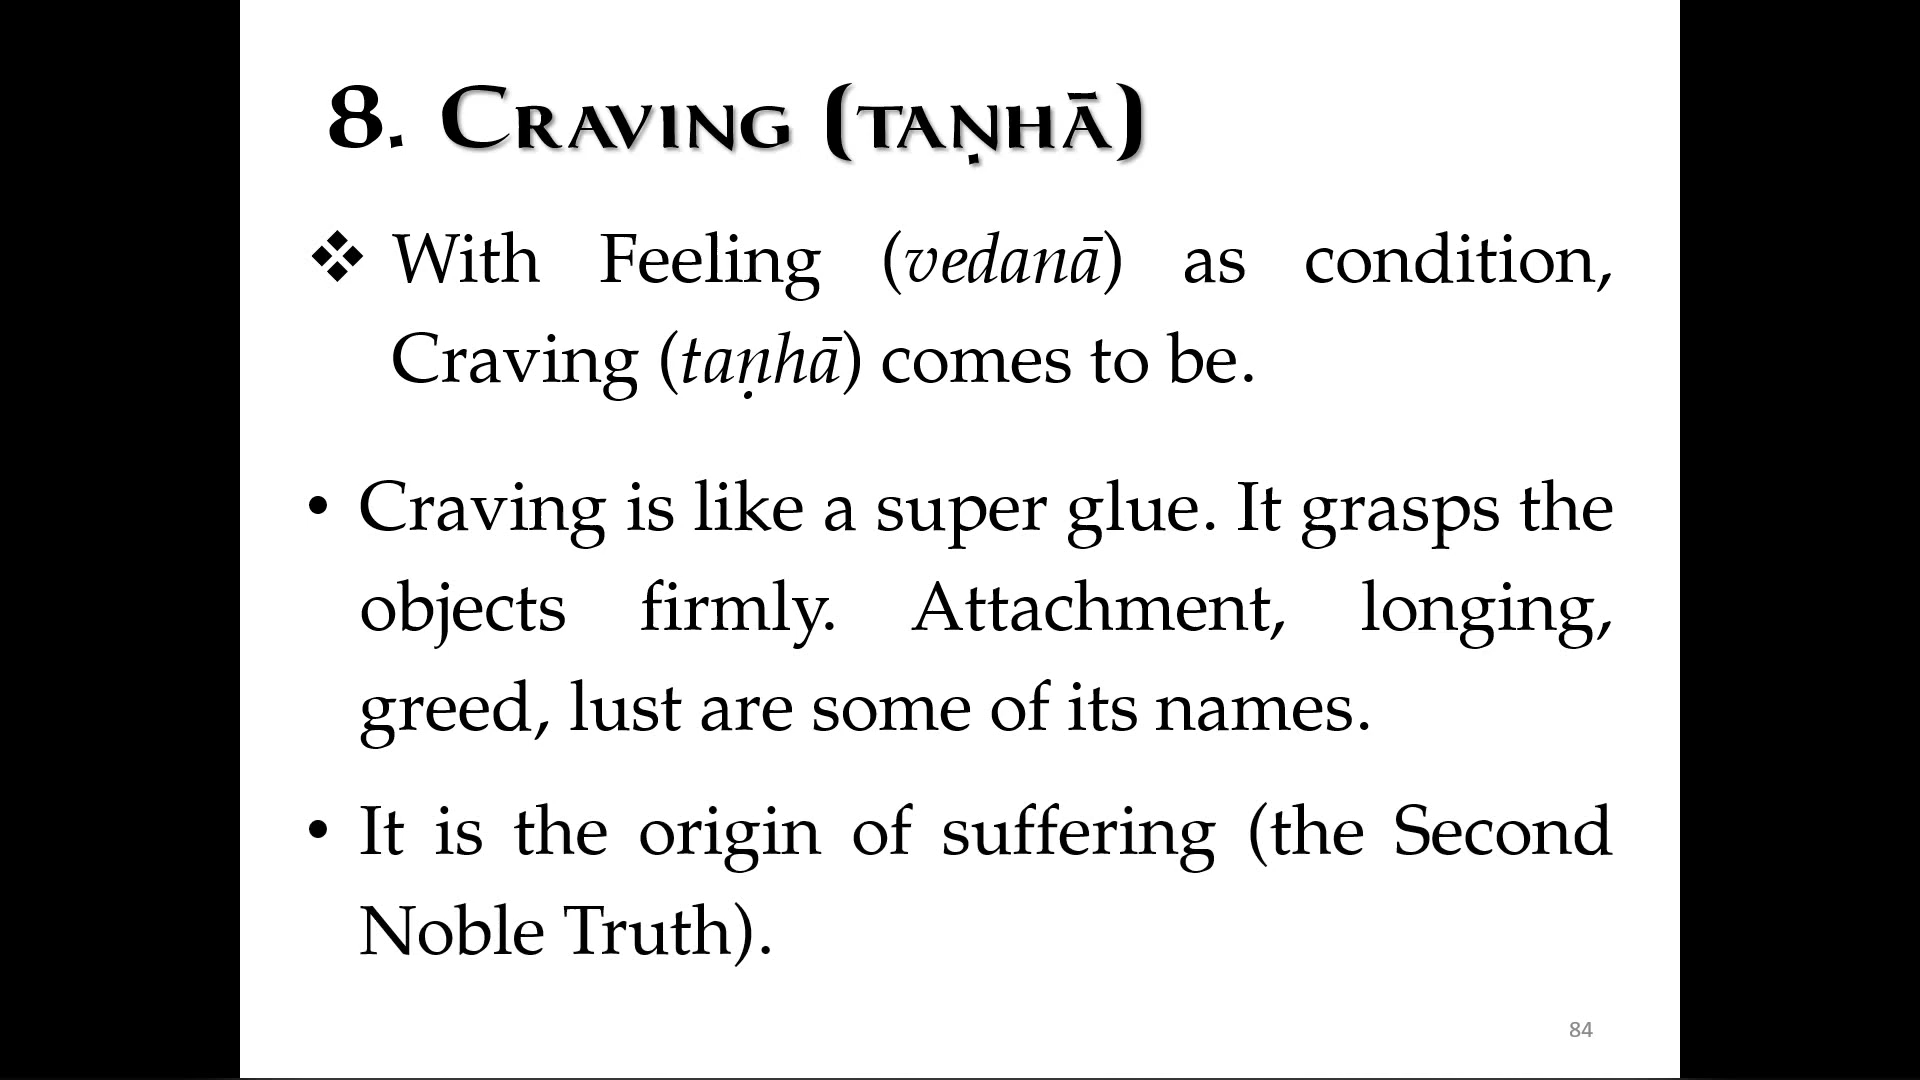 8. Craving (taṇhā)
❖ With Feeling (vedanā) as condition,
Craving (taṇhā) comes to be.
• Craving is like a super glue. It grasps the
objects firmly. Attachment, longing,
greed, lust are some of its names.
• It is the origin of suffering (the Second
Noble Truth).
84